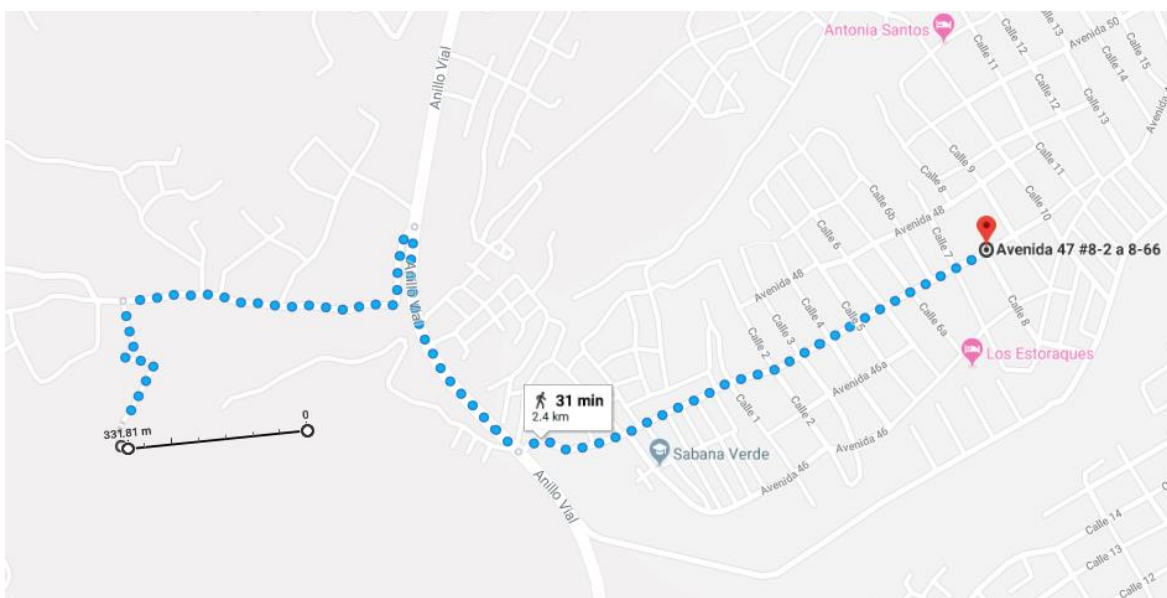 Antonia Santos
Calle 13
Avenida 50
Calle 12
Calle 15
Calle 11
Calle 14
Calle 12
Calle 13
Anillo Vial
Calle 9
Calle 11
Calle 8
Calle 6b
Calle 10
Avenida 48
Calle 6
Calle 7
Avenida 47 #8-2 a 8-66
Anillo Vial
Avenida 48
Calle 4
Calle 5
Calle 6a
Calle 8
Calle 3
Calle 2
Los Estoraques
Avenida 46a
31 min
2.4 km
Calle 1
Calle 2
0
331.81 m
Avenida 46
Sabana Verde
Avenida 46
Anillo Vial
Calle 14
Calle 13
Calle 12